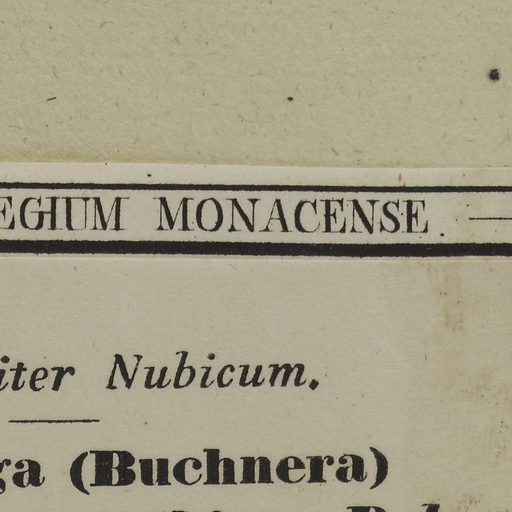 EGIUM MONACENSE.
iter Nubicum.
ga (Buchnera)